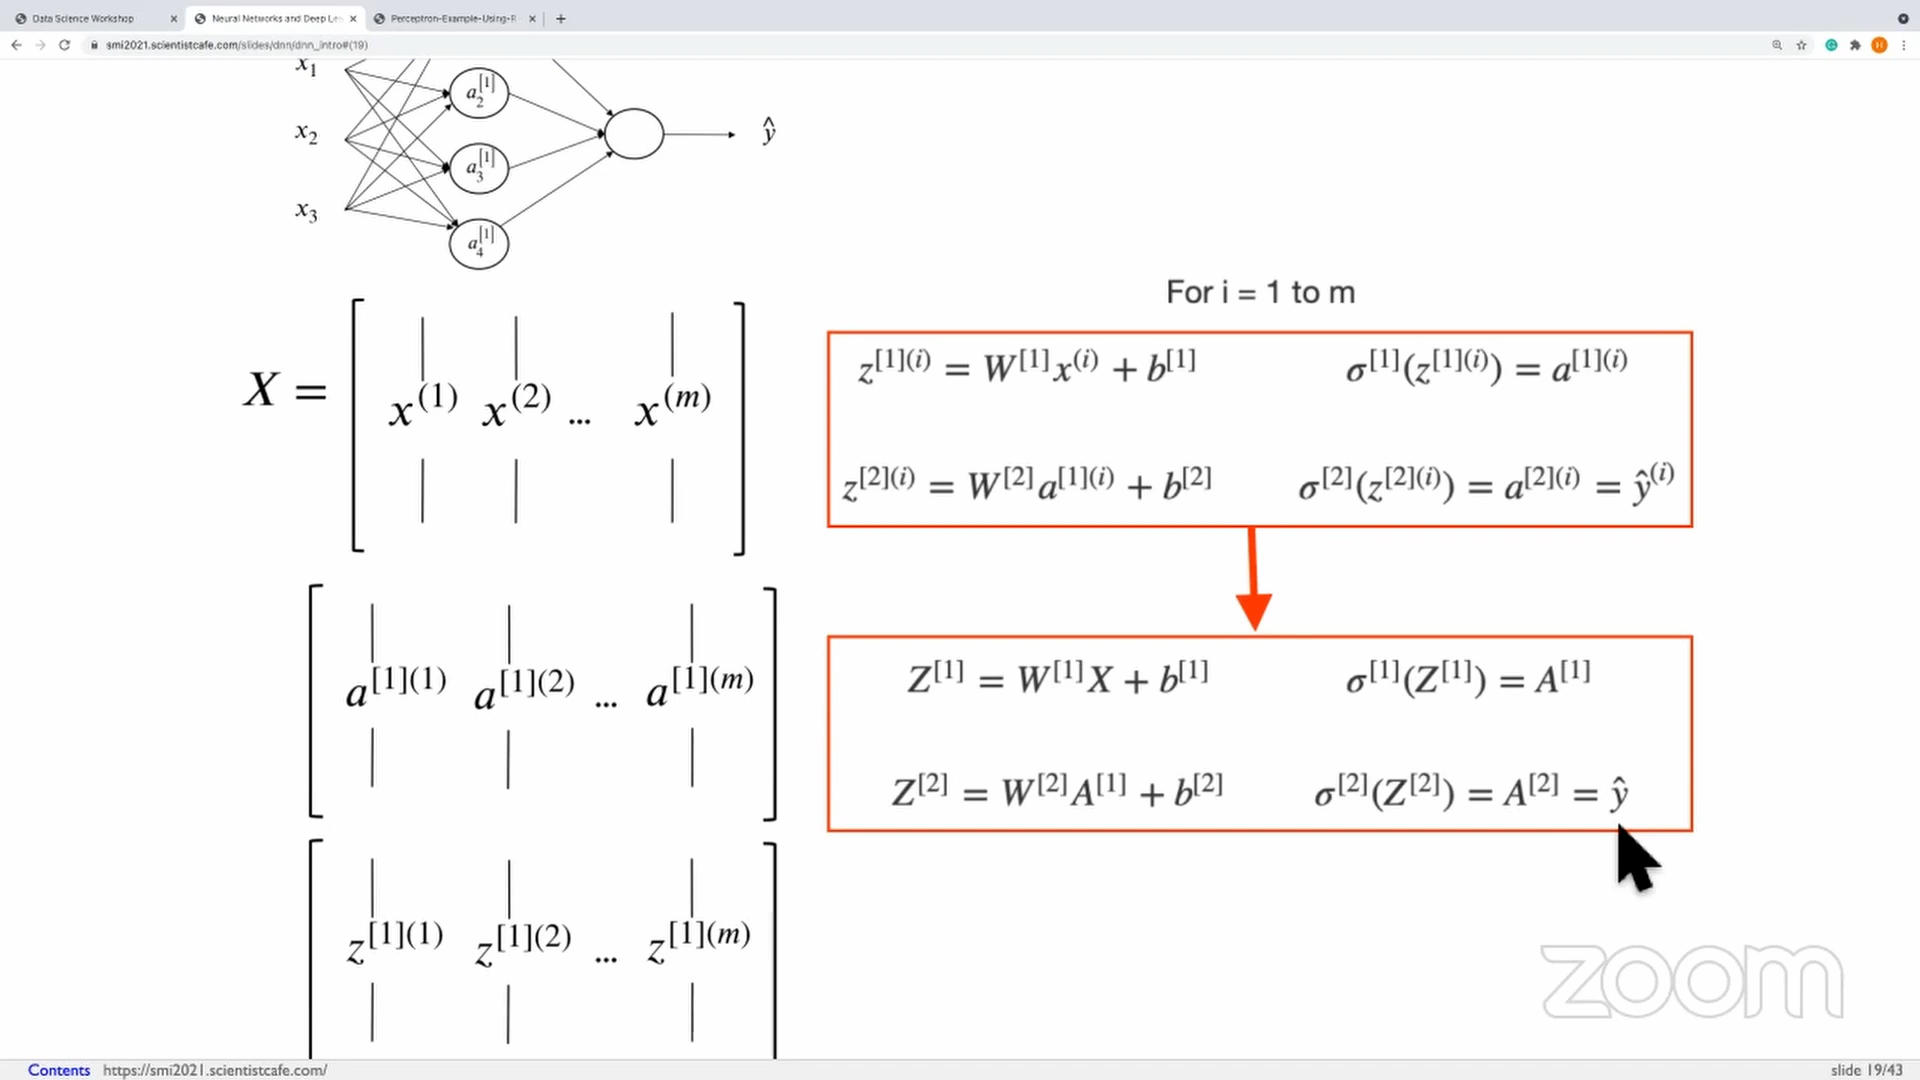 Data Science Workshop
Neural Networks and Deep Le
Perceptron-Example-Using-R
smi2021.scientistcafe.com/slides/dnn/dnn_intro#(19)
H
x₁
a₂^[1]
x₂
ŷ
a₃^[1]
x₃
a₄^[1]
For i = 1 to m
X = [ x^(1) x^(2) ... x^(m) ]
z^[1](i) = W^[1]x^(i) + b^[1] σ^[1](z^[1](i)) = a^[1](i)
z^[2](i) = W^[2]a^[1](i) + b^[2] σ^[2](z^[2](i)) = a^[2](i) = ŷ^(i)
[ a^[1](1) a^[1](2) ... a^[1](m) ]
Z^[1] = W^[1]X + b^[1] σ^[1](Z^[1]) = A^[1]
Z^[2] = W^[2]A^[1] + b^[2] σ^[2](Z^[2]) = A^[2] = ŷ
[ z^[1](1) z^[1](2) ... z^[1](m) ]
zoom
Contents https://smi2021.scientistcafe.com/
slide 19/43